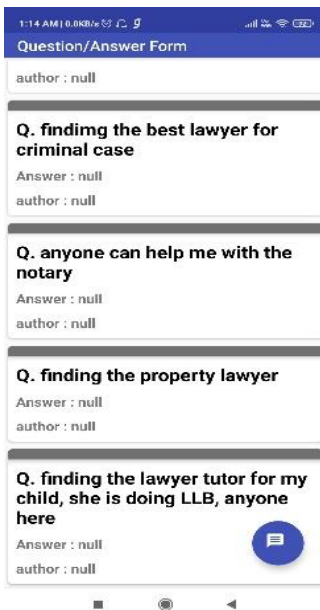 1:14 AM | 0.0KB/s
Question/Answer Form
author : null
Q. findimg the best lawyer for
criminal case
Answer : null
author : null
Q. anyone can help me with the
notary
Answer : null
author : null
Q. finding the property lawyer
Answer : null
author : null
Q. finding the lawyer tutor for my
child, she is doing LLB, anyone
here
Answer : null
author : null